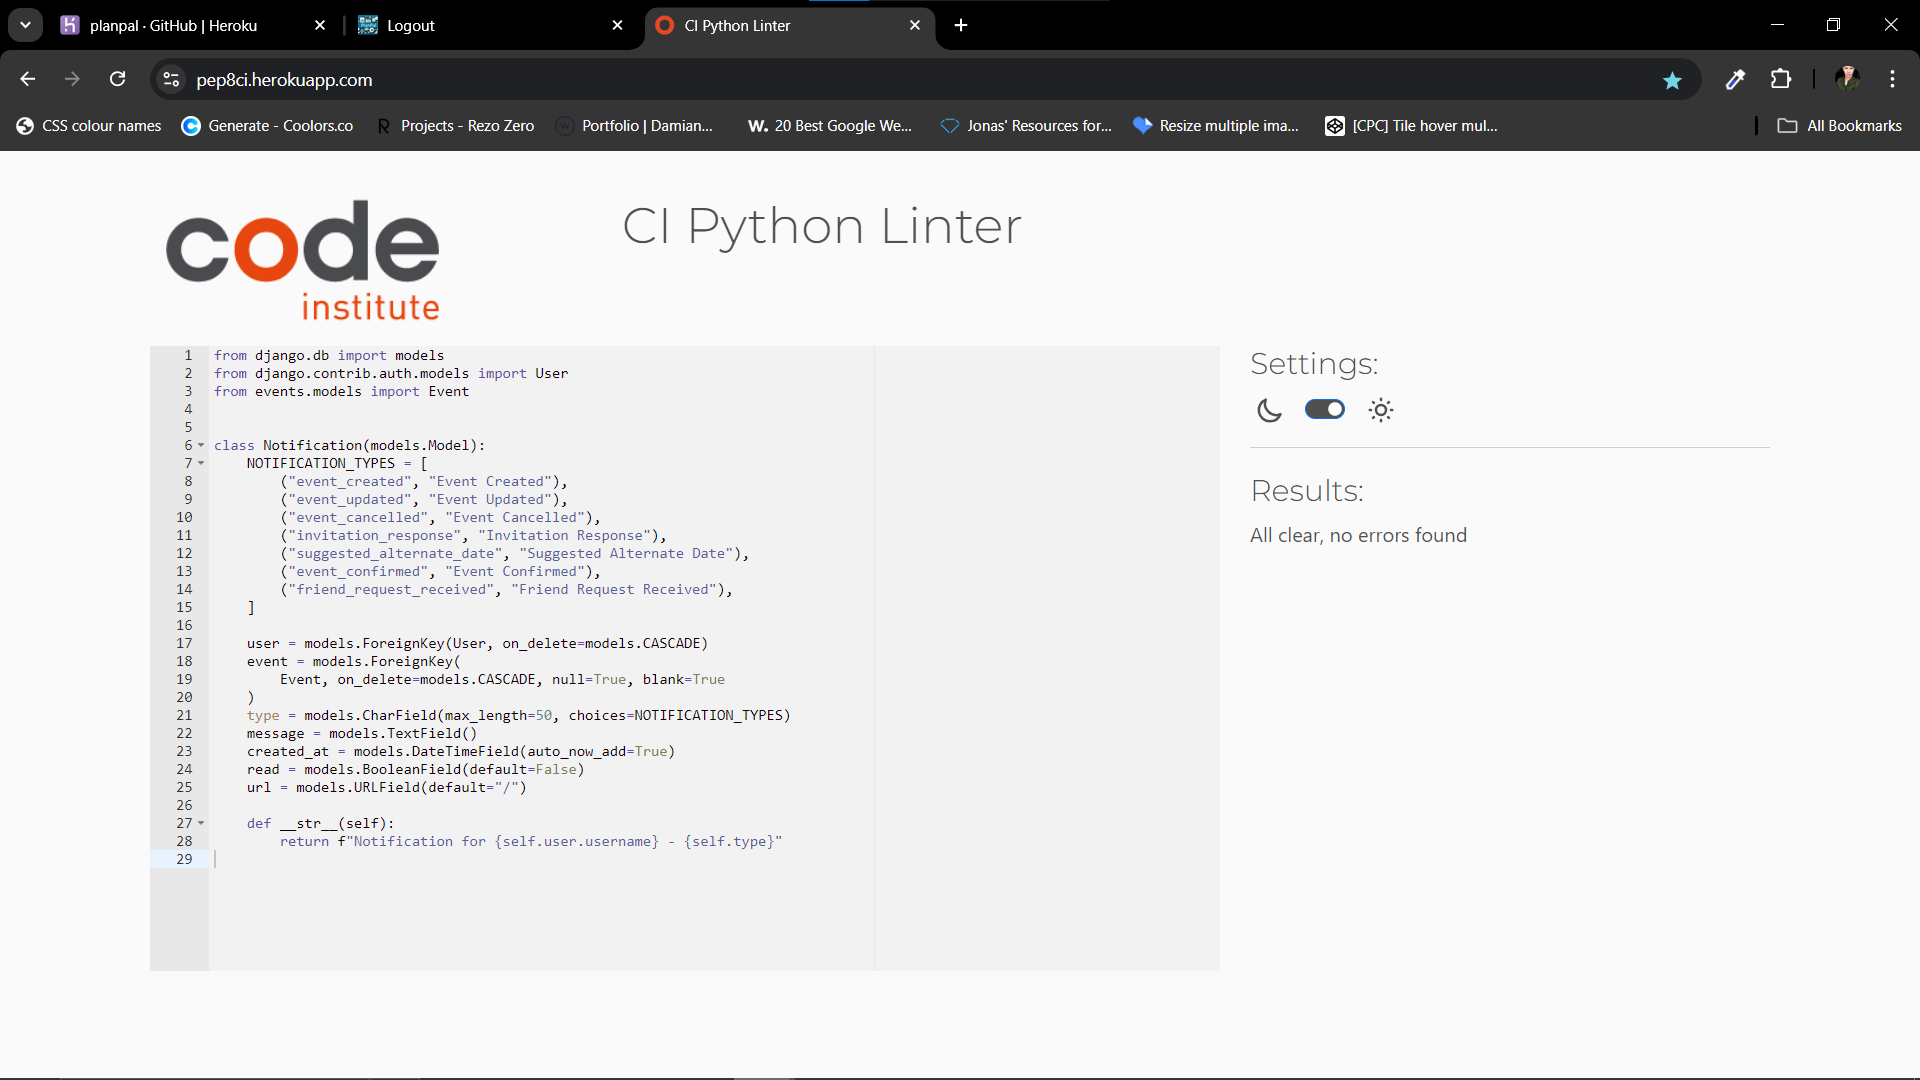 planpal · GitHub | Heroku
Logout
CI Python Linter
pep8ci.herokuapp.com
CSS colour names
Generate - Coolors.co
Projects - Rezo Zero
Portfolio | Damian...
20 Best Google We...
Jonas' Resources for...
Resize multiple ima...
[CPC] Tile hover mul...
All Bookmarks
code
institute
CI Python Linter
1 from django.db import models
2 from django.contrib.auth.models import User
3 from events.models import Event
4
5
6 class Notification(models.Model):
7     NOTIFICATION_TYPES = [
8         ("event_created", "Event Created"),
9         ("event_updated", "Event Updated"),
10         ("event_cancelled", "Event Cancelled"),
11         ("invitation_response", "Invitation Response"),
12         ("suggested_alternate_date", "Suggested Alternate Date"),
13         ("event_confirmed", "Event Confirmed"),
14         ("friend_request_received", "Friend Request Received"),
15     ]
16
17     user = models.ForeignKey(User, on_delete=models.CASCADE)
18     event = models.ForeignKey(
19         Event, on_delete=models.CASCADE, null=True, blank=True
20     )
21     type = models.CharField(max_length=50, choices=NOTIFICATION_TYPES)
22     message = models.TextField()
23     created_at = models.DateTimeField(auto_now_add=True)
24     read = models.BooleanField(default=False)
25     url = models.URLField(default="/")
26
27     def __str__(self):
28         return f"Notification for {self.user.username} - {self.type}"
29
Settings:
Results:
All clear, no errors found